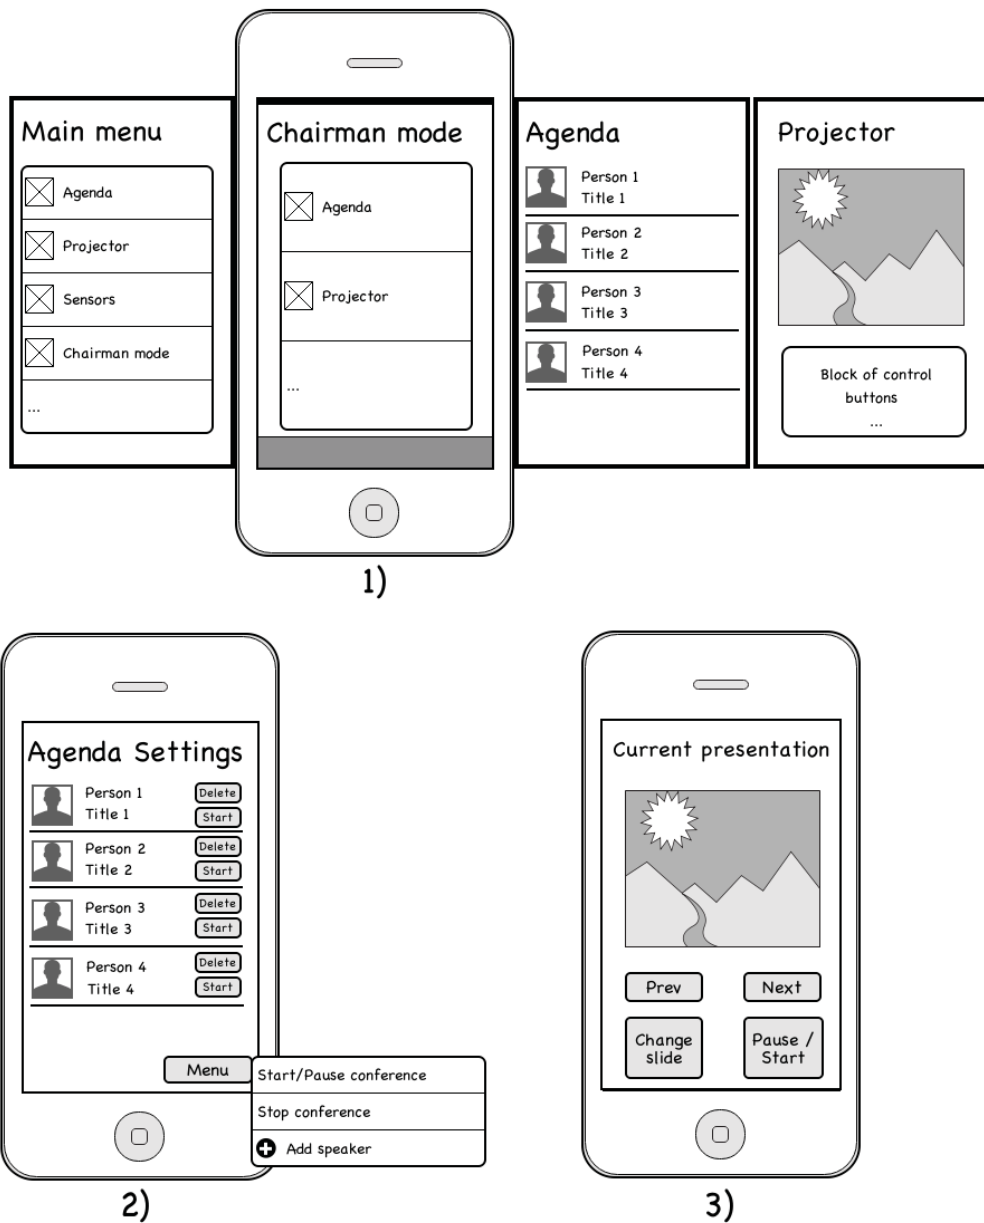 Main menu
Agenda
Projector
Sensors
Chairman mode
...
Chairman mode
Agenda
Projector
...
Agenda
Person 1
Title 1
Person 2
Title 2
Person 3
Title 3
Person 4
Title 4
Projector
Block of control
buttons
...
1)
Agenda Settings
Person 1
Title 1
Delete
Start
Person 2
Title 2
Delete
Start
Person 3
Title 3
Delete
Start
Person 4
Title 4
Delete
Start
Menu
Start/Pause conference
Stop conference
Add speaker
2)
Current presentation
Prev
Next
Change
slide
Pause /
Start
3)